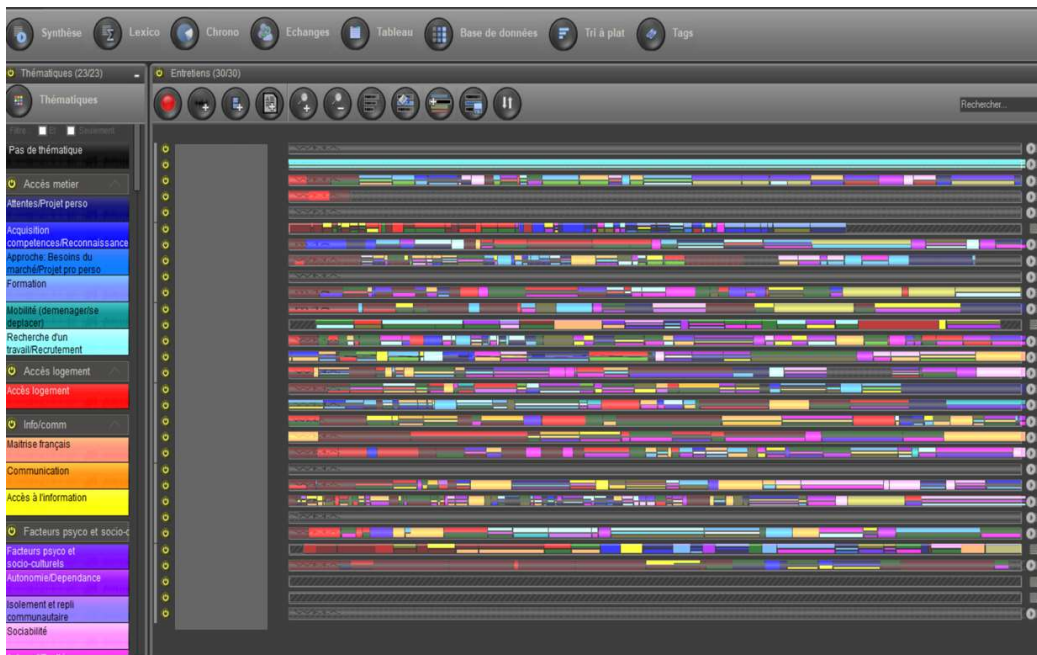 Synthèse
Lexico
Chrono
Echanges
Tableau
Base de données
Tri à plat
Tags
Thématiques (23/23)
Entretiens (30/30)
Thématiques
Rechercher...
Filtre Et Seulement
Pas de thématique
Accès metier
Attentes/Projet perso
Acquisition
competences/Reconnaissance
Approche: Besoins du
marché/Projet pro perso
Formation
Mobilité (demenager/se
deplacer)
Recherche d'un
travail/Recrutement
Accès logement
Accès logement
Info/comm
Maitrise français
Communication
Accès à l'information
Facteurs psyco et socio-c
Facteurs psyco et
socio-culturels
Autonomie/Dependance
Isolement et repli
communautaire
Sociabilité